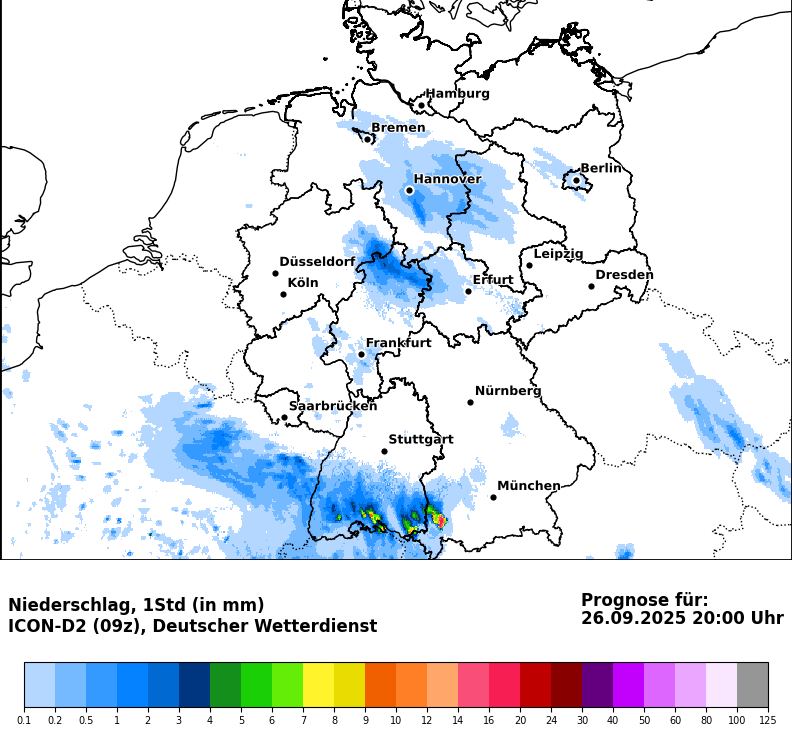 Hamburg
Bremen
Berlin
Hannover
Leipzig
Düsseldorf
Dresden
Köln
Erfurt
Frankfurt
Nürnberg
Saarbrücken
Stuttgart
München
Niederschlag, 1Std (in mm)
ICON-D2 (09z), Deutscher Wetterdienst
Prognose für:
26.09.2025 20:00 Uhr
0.1 0.2 0.5 1 2 3 4 5 6 7 8 9 10 12 14 16 20 24 30 40 50 60 80 100 125